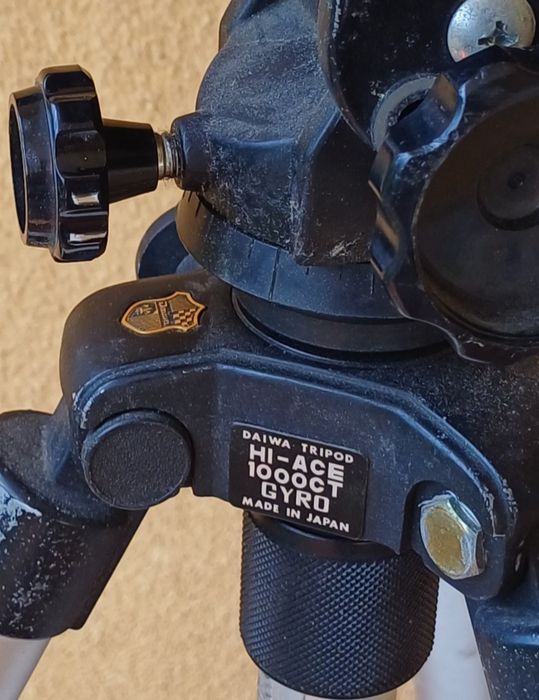 DAIWA TRIPOD
HI-ACE
1000CT
GYRO
MADE IN JAPAN